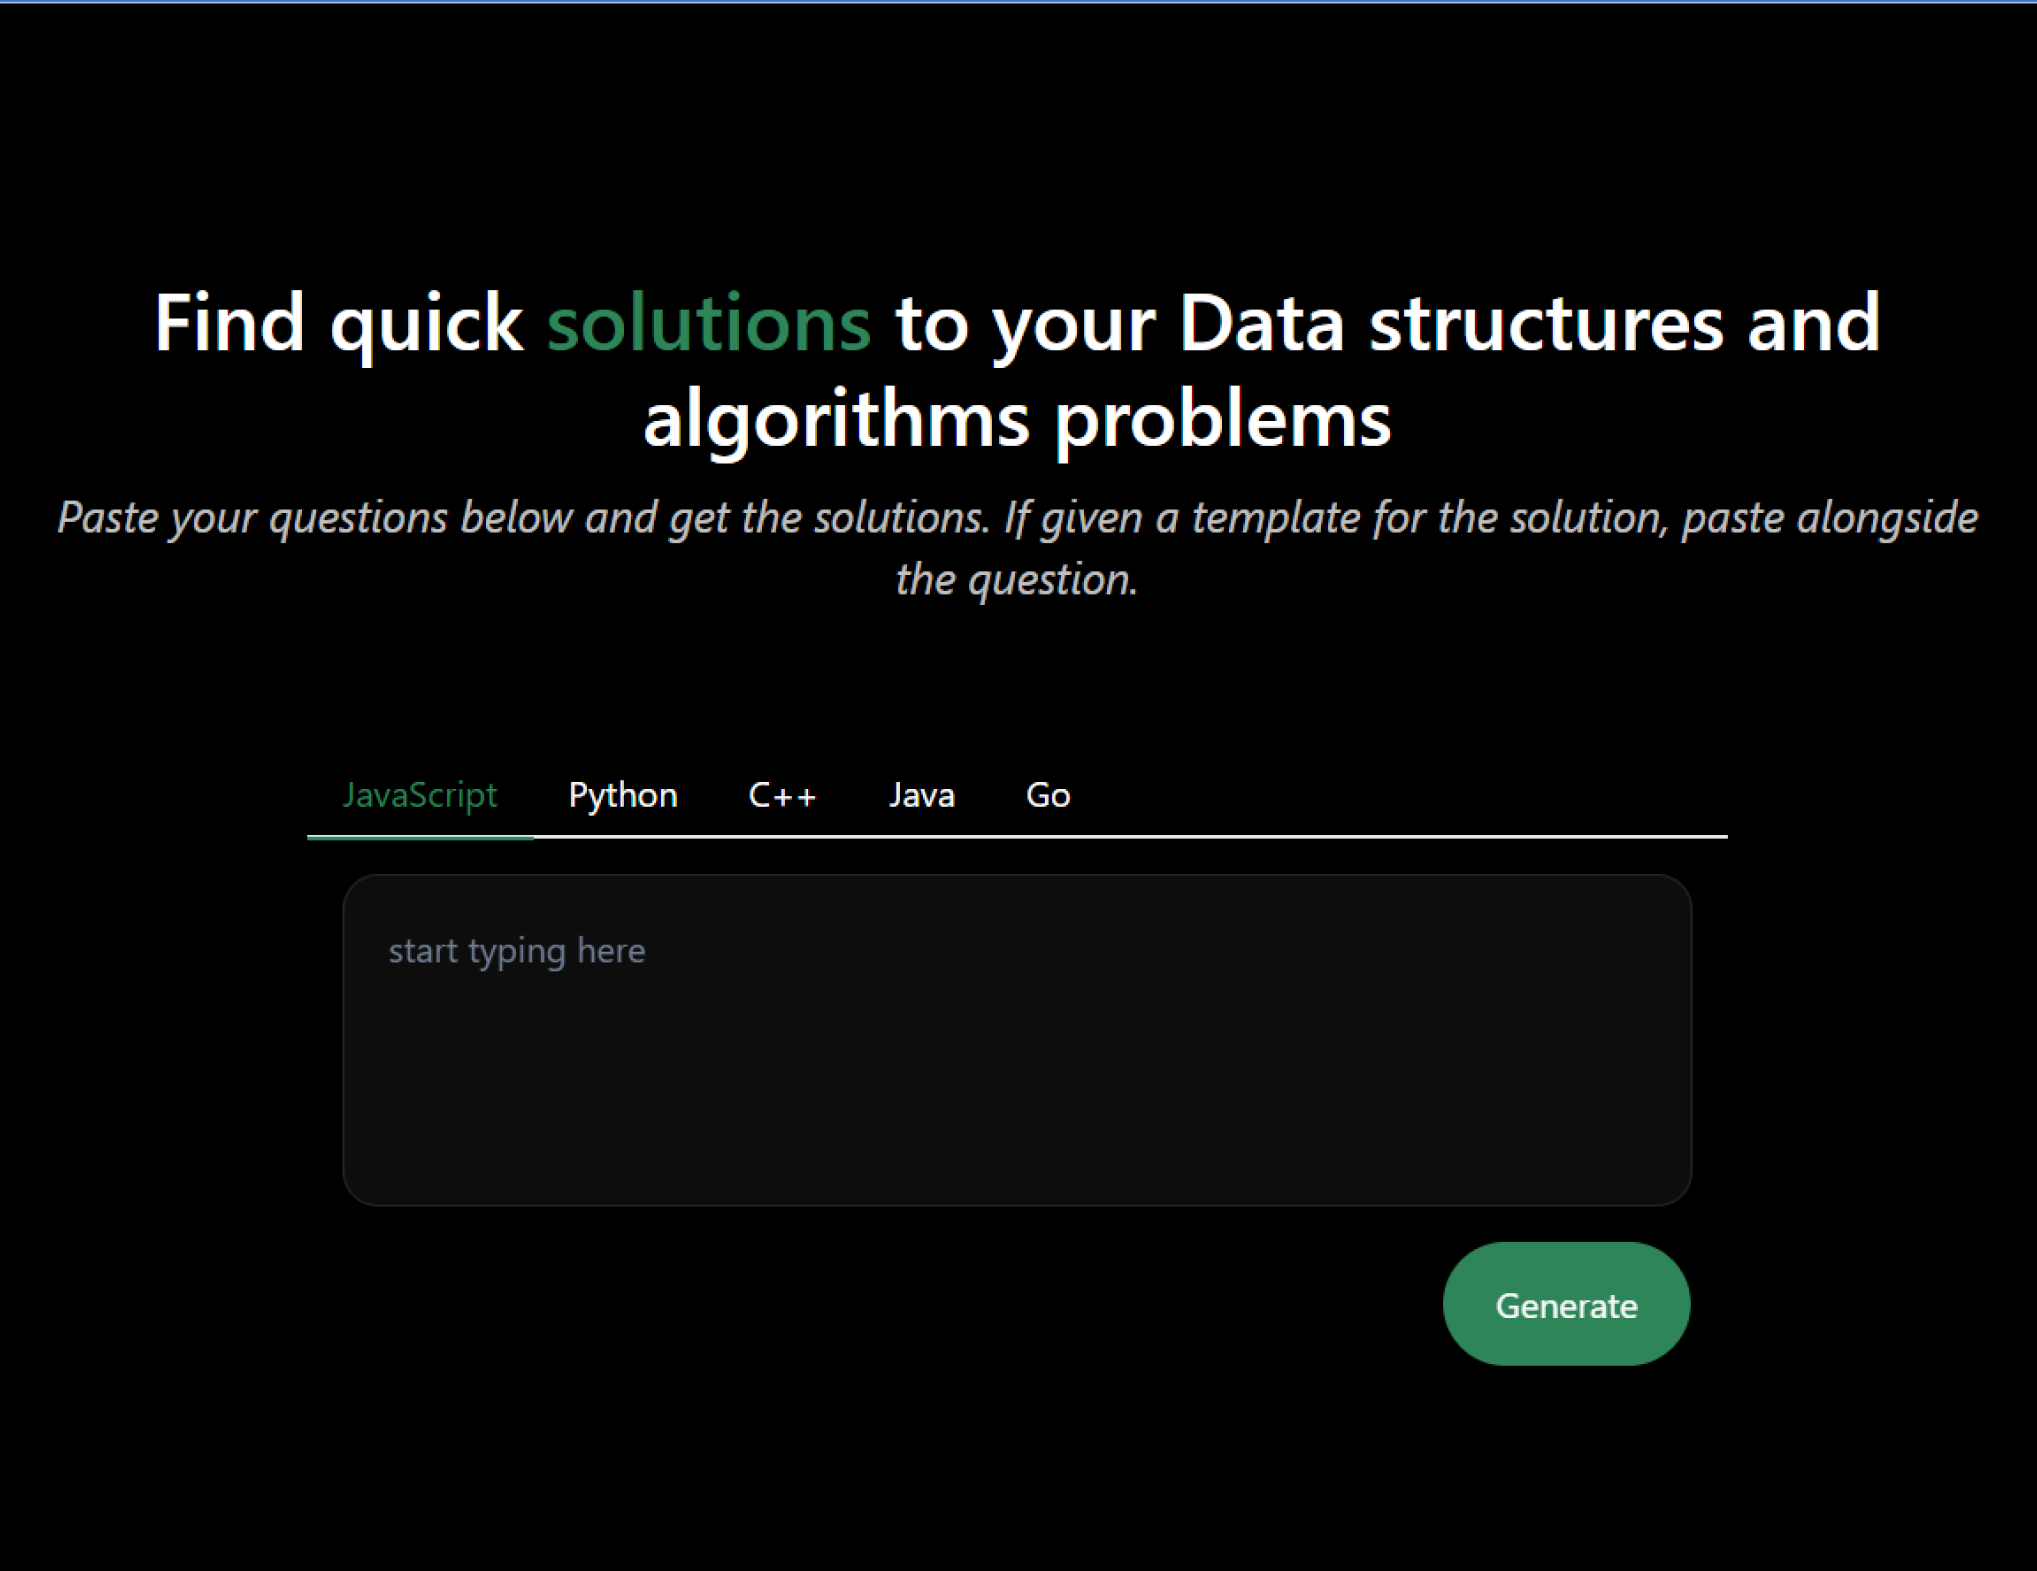 Find quick solutions to your Data structures and
algorithms problems
Paste your questions below and get the solutions. If given a template for the solution, paste alongside
the question.
JavaScript Python C++ Java Go
start typing here
Generate